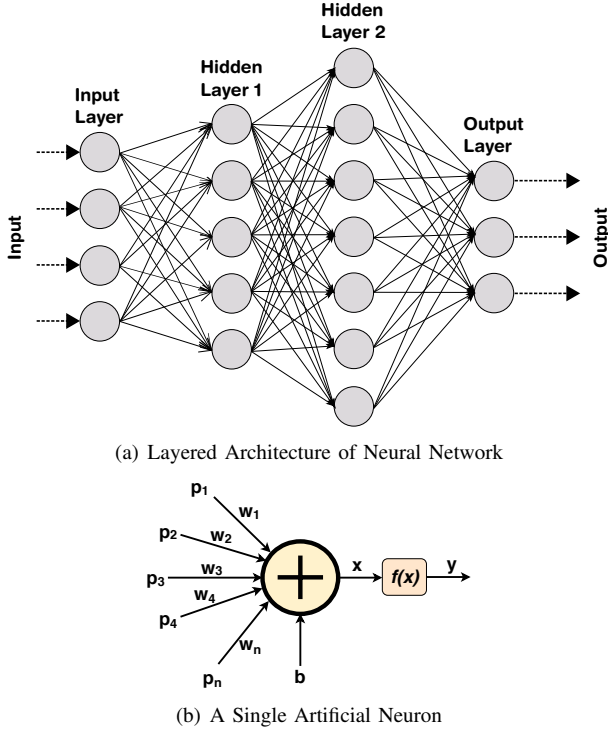 Hidden
Layer 2
Hidden
Layer 1
Input
Layer
Output
Layer
Input
Output
(a) Layered Architecture of Neural Network
p1
w1
p2
w2
p3
w3
p4
w4
pn
wn
b
x
f(x)
y
(b) A Single Artificial Neuron